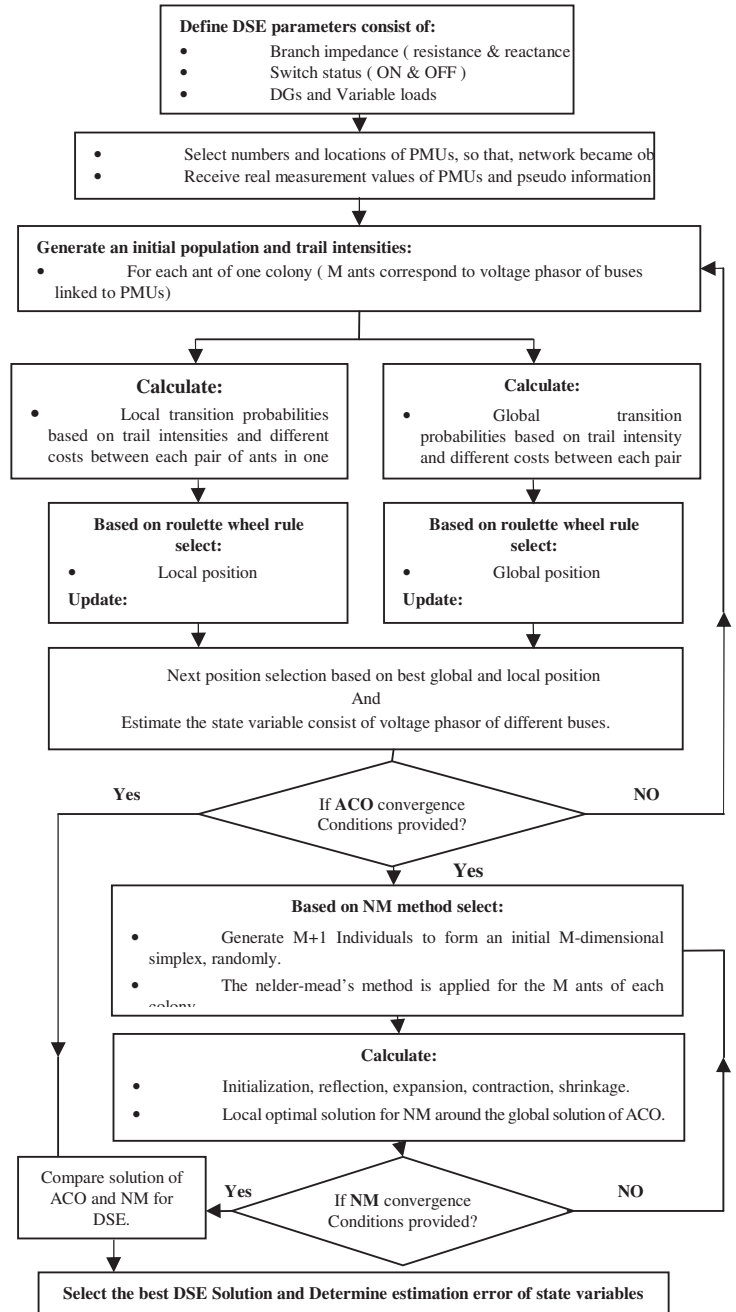 Define DSE parameters consist of:
• Branch impedance ( resistance & reactance
• Switch status ( ON & OFF )
• DGs and Variable loads
• Select numbers and locations of PMUs, so that, network became ob
• Receive real measurement values of PMUs and pseudo information
Generate an initial population and trail intensities:
• For each ant of one colony ( M ants correspond to voltage phasor of buses
linked to PMUs)
Calculate:
• Local transition probabilities
based on trail intensities and different
costs between each pair of ants in one
Calculate:
• Global transition
probabilities based on trail intensity
and different costs between each pair
Based on roulette wheel rule
select:
• Local position
Update:
Based on roulette wheel rule
select:
• Global position
Update:
Next position selection based on best global and local position
And
Estimate the state variable consist of voltage phasor of different buses.
Yes
If ACO convergence
Conditions provided?
NO
Yes
Based on NM method select:
• Generate M+1 Individuals to form an initial M-dimensional
simplex, randomly.
• The nelder-mead's method is applied for the M ants of each
colony
Calculate:
• Initialization, reflection, expansion, contraction, shrinkage.
• Local optimal solution for NM around the global solution of ACO.
Compare solution of
ACO and NM for
DSE.
Yes
If NM convergence
Conditions provided?
NO
Select the best DSE Solution and Determine estimation error of state variables